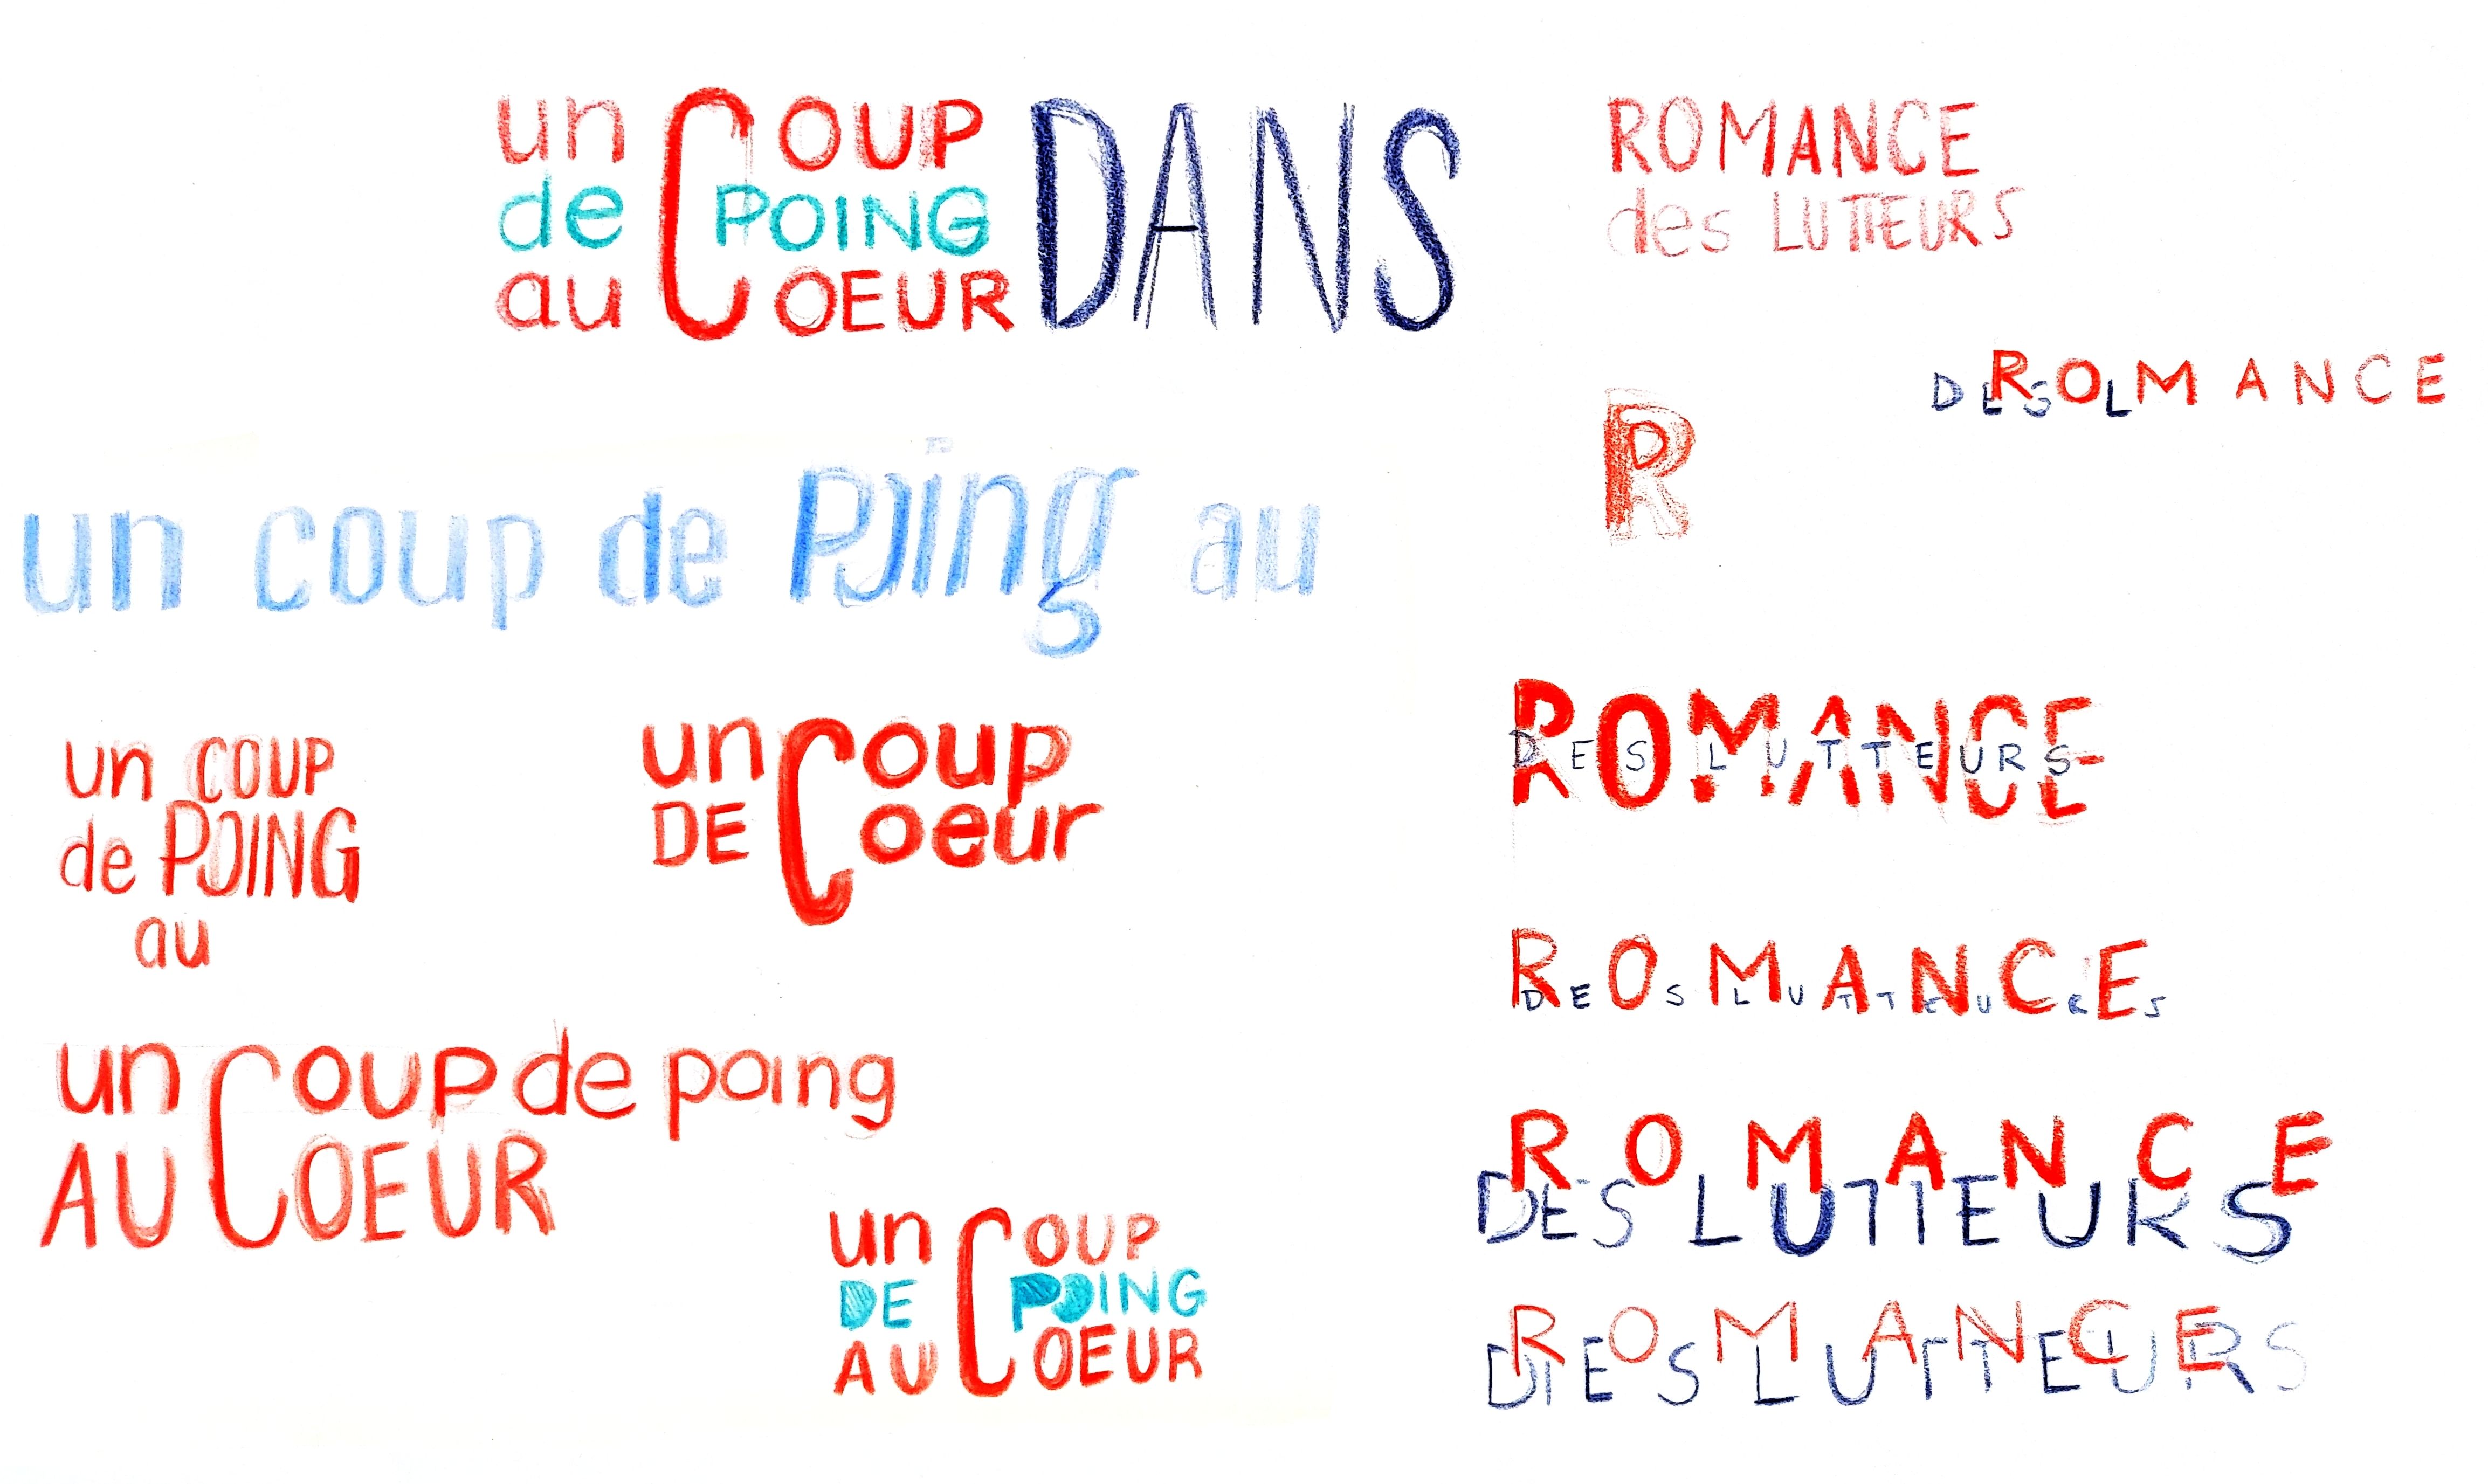 un COUP
de POING
au COEUR
DANS
un coup de Poing au
un COUP
de POING
au
un Coup
DE Coeur
un Coup de poing
AU COEUR
un COUP
DE POING
AU COEUR
ROMANCE
des LUTTEURS
ROMANCE
DES L
R
ROMANCE
DES LUTTEURS
ROMANCE
DES LUTTEURS
ROMANCE
DES LUTTEURS
ROMANCE
DES LUTTEURS